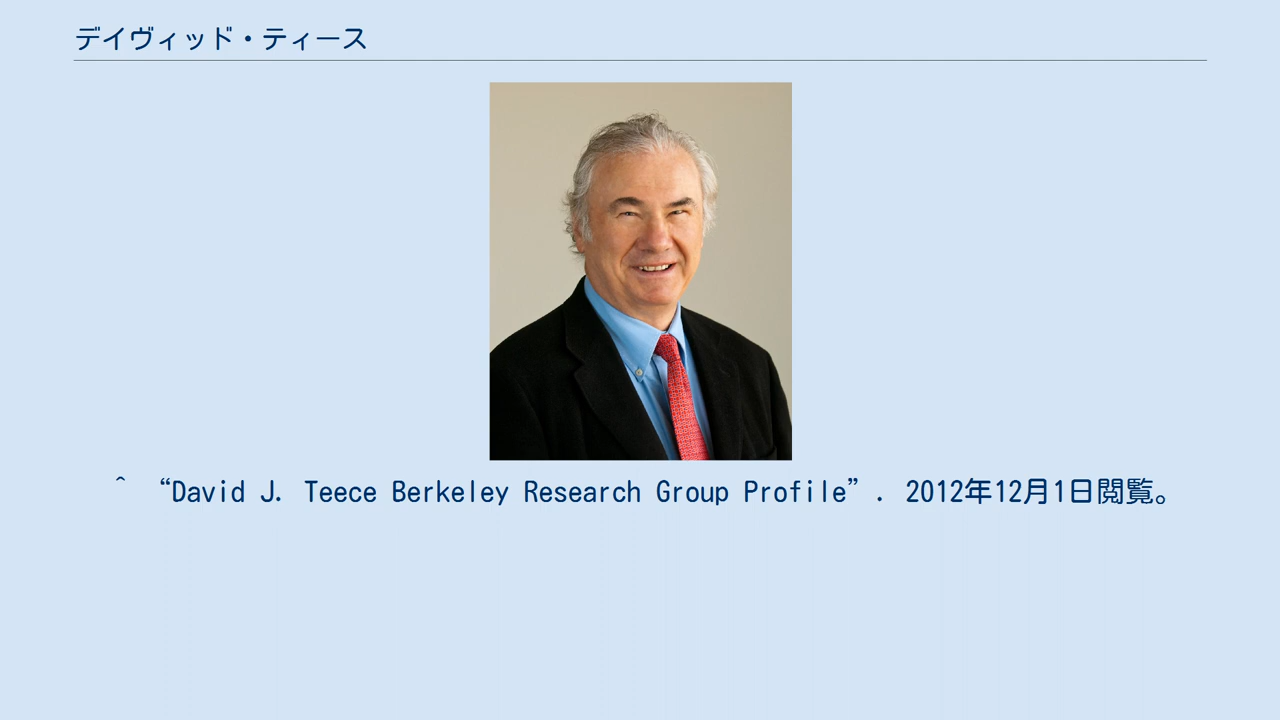 デイヴィッド・ティース
^ “David J. Teece Berkeley Research Group Profile”. 2012年12月1日閲覧。